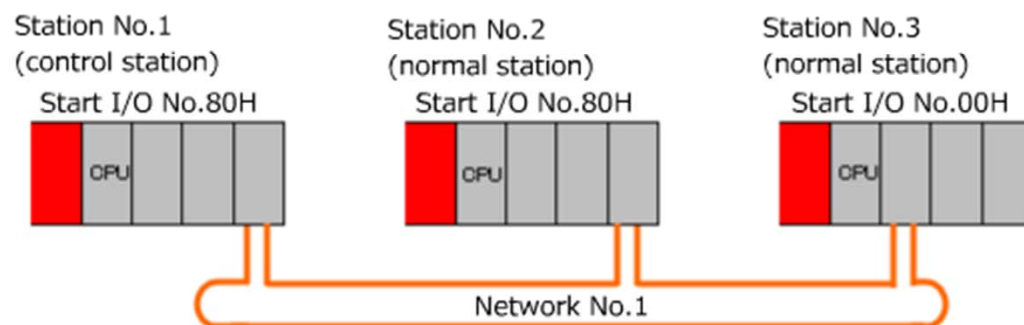 Station No.1
(control station)
Start I/O No.80H
CPU
Station No.2
(normal station)
Start I/O No.80H
CPU
Station No.3
(normal station)
Start I/O No.00H
CPU
Network No.1